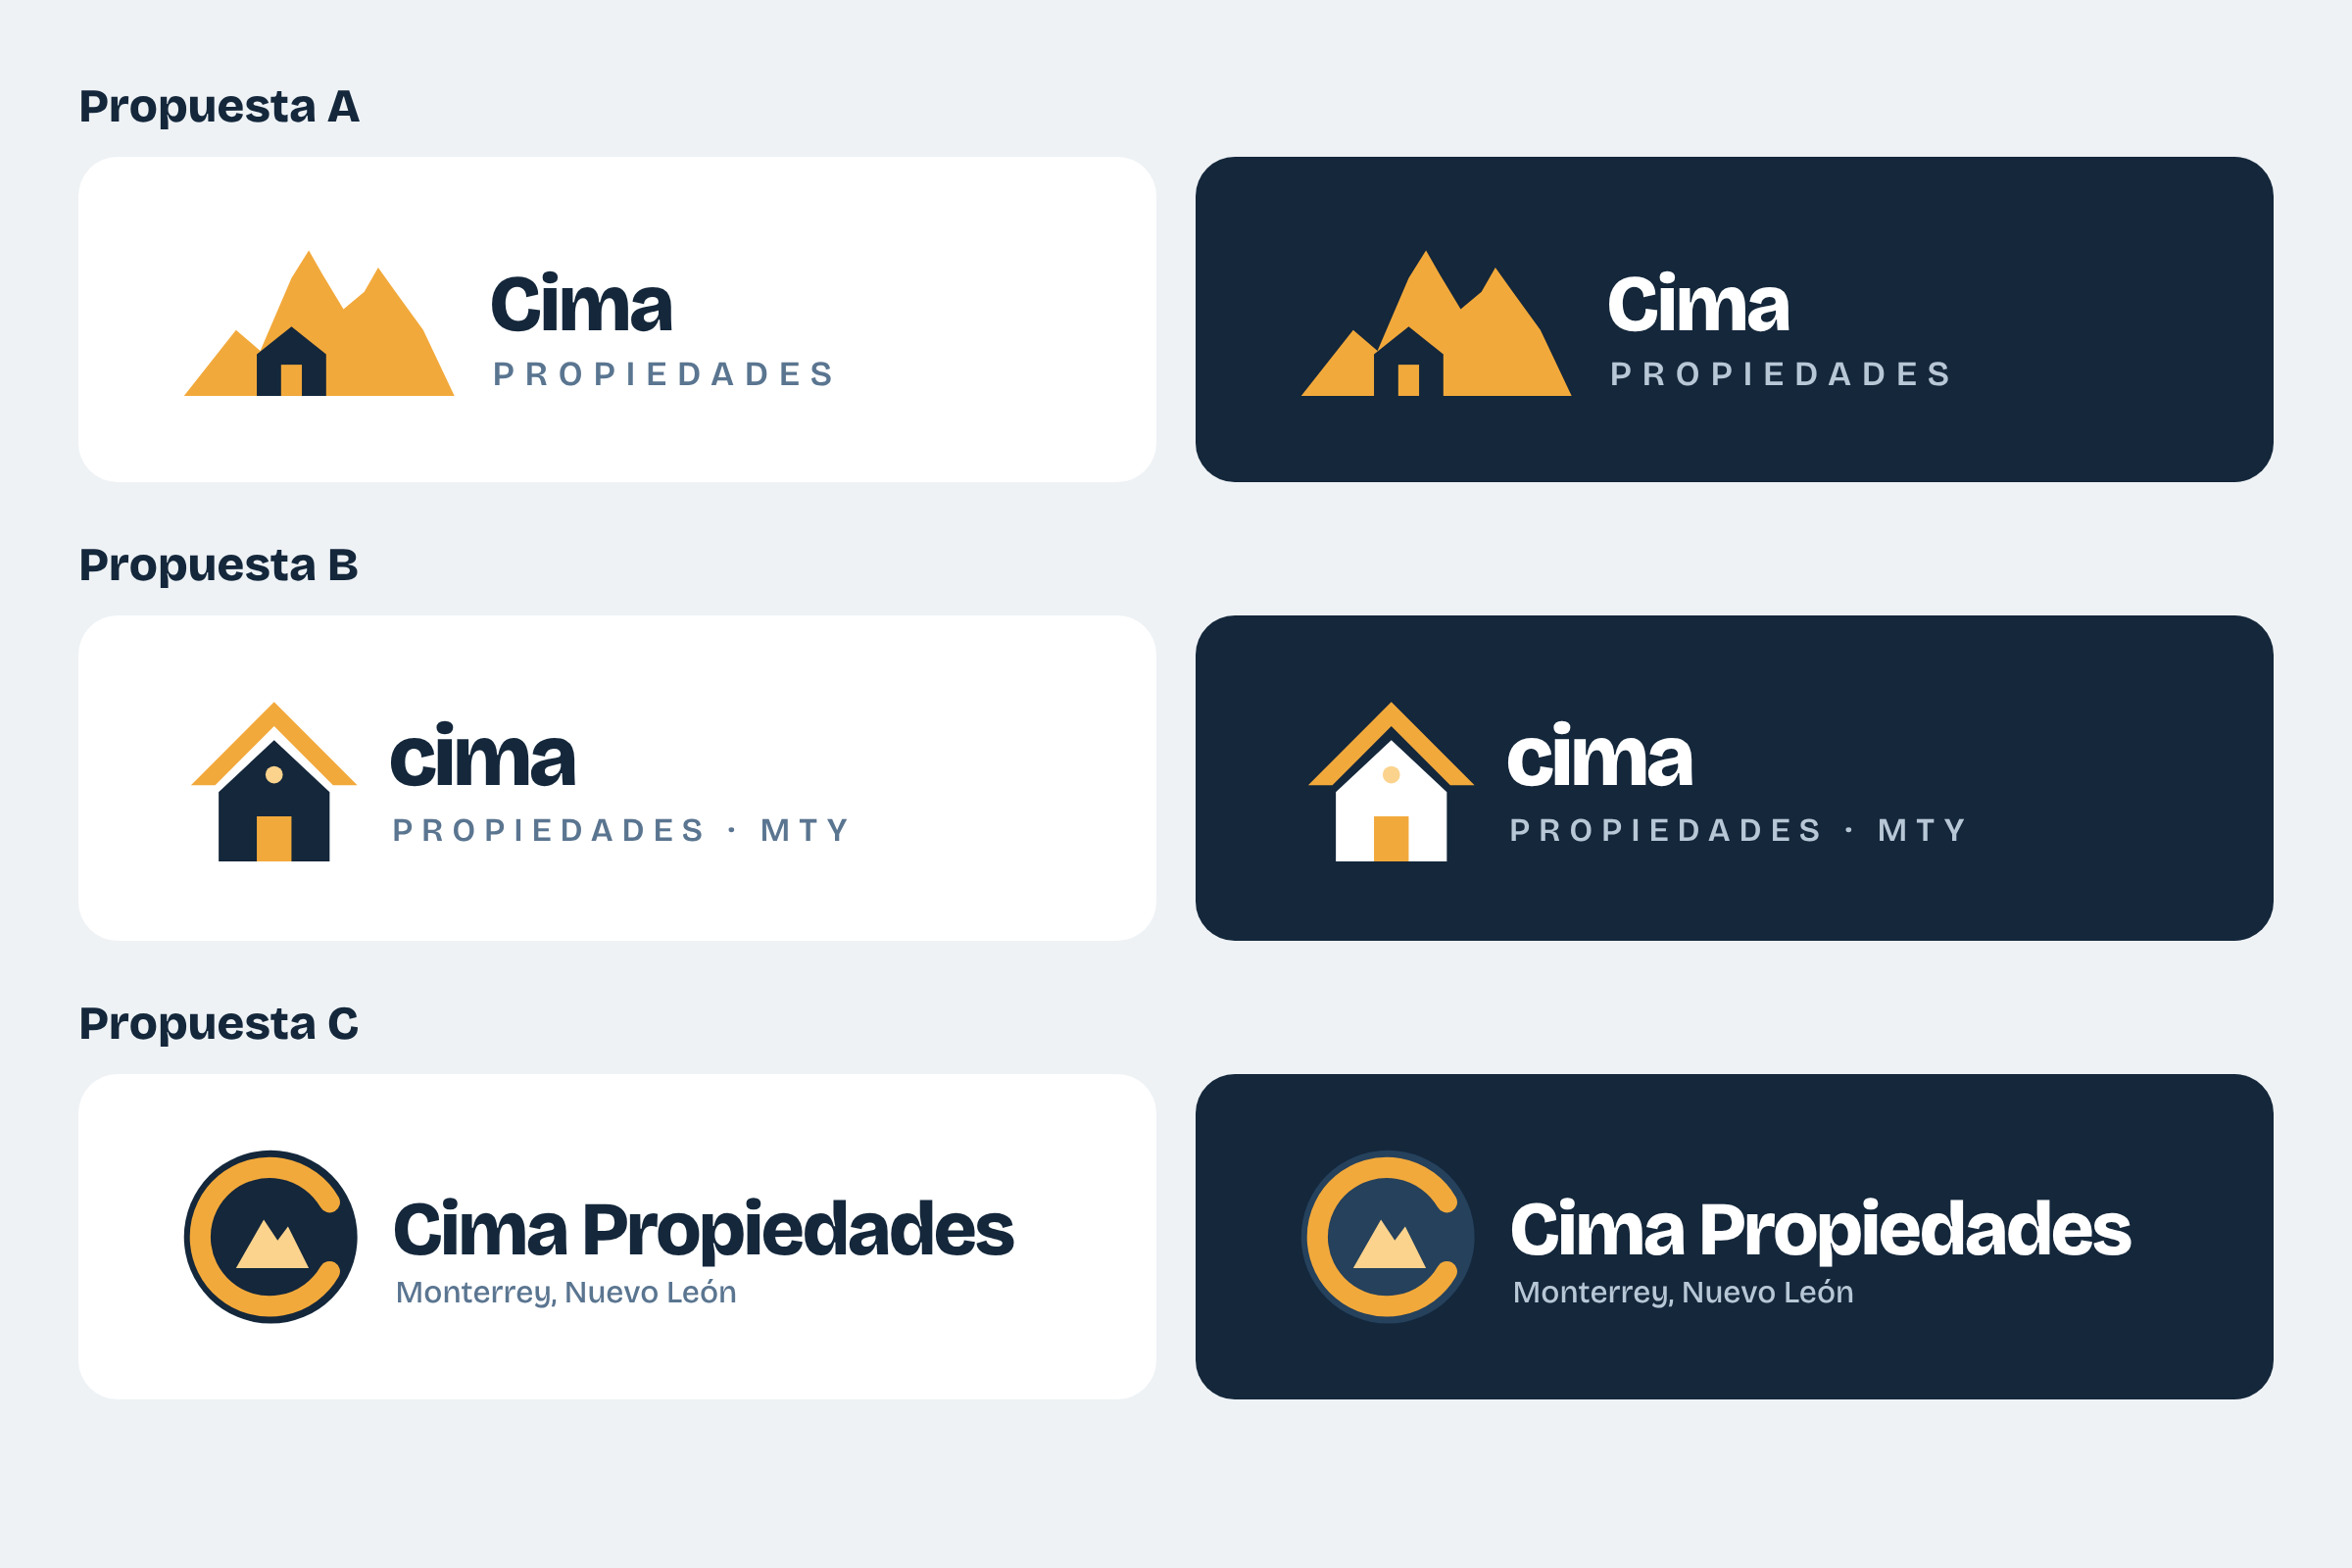 Propuesta A
Cima
PROPIEDADES
Cima
PROPIEDADES
Propuesta B
cima
PROPIEDADES · MTY
cima
PROPIEDADES · MTY
Propuesta C
Cima Propiedades
Monterrey, Nuevo León
Cima Propiedades
Monterrey, Nuevo León